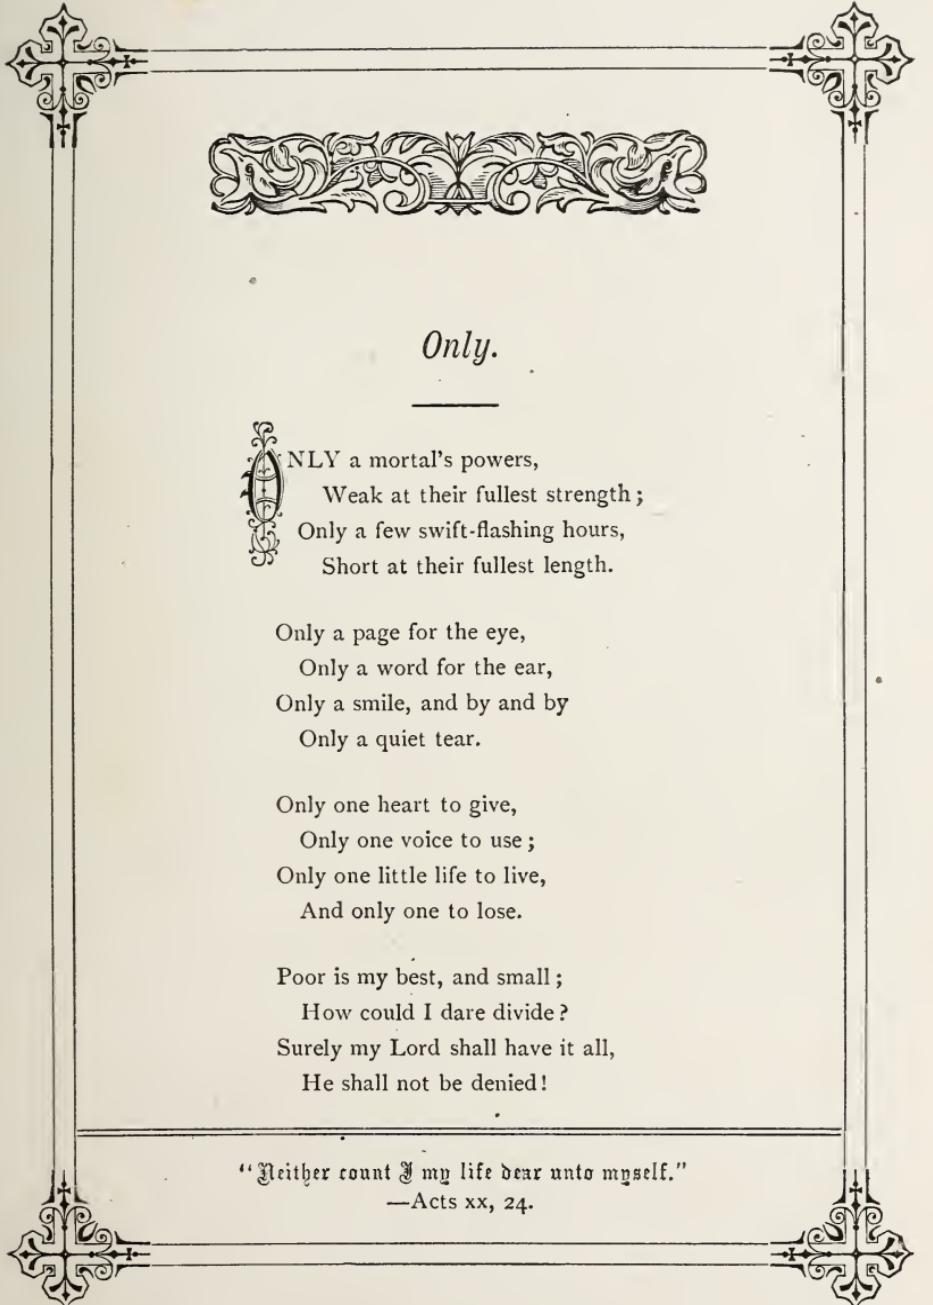 Only.
ONLY a mortal's powers,
Weak at their fullest strength;
Only a few swift-flashing hours,
Short at their fullest length.
Only a page for the eye,
Only a word for the ear,
Only a smile, and by and by
Only a quiet tear.
Only one heart to give,
Only one voice to use;
Only one little life to live,
And only one to lose.
Poor is my best, and small;
How could I dare divide?
Surely my Lord shall have it all,
He shall not be denied!
"Neither count I my life dear unto myself."
—Acts xx, 24.